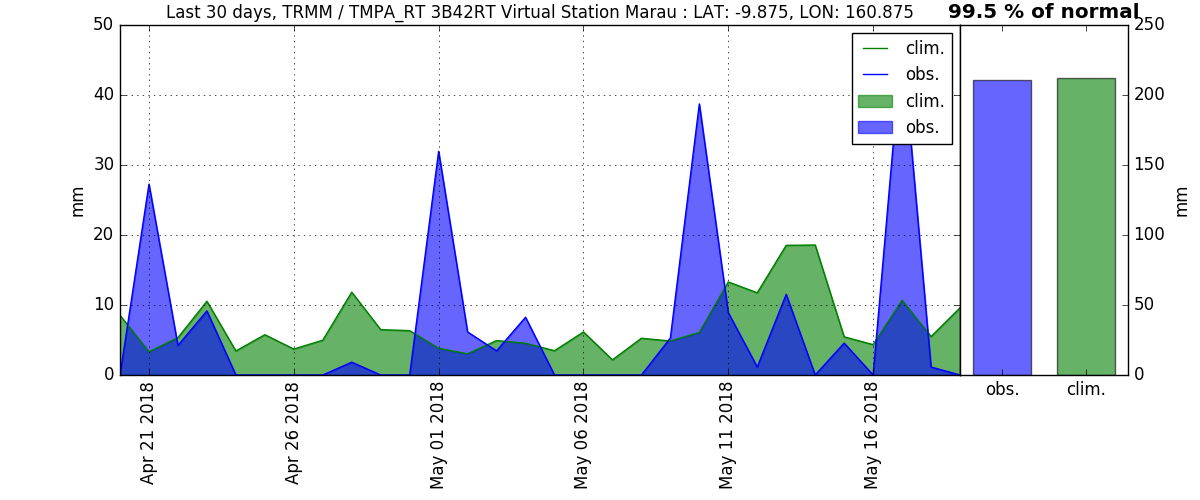 Last 30 days, TRMM / TMPA_RT 3B42RT Virtual Station Marau : LAT: -9.875, LON: 160.875
99.5 % of normal
mm
50
40
30
20
10
0
clim.
obs.
clim.
obs.
Apr 21 2018
Apr 26 2018
May 01 2018
May 06 2018
May 11 2018
May 16 2018
obs.
clim.
250
200
150
100
50
0
mm